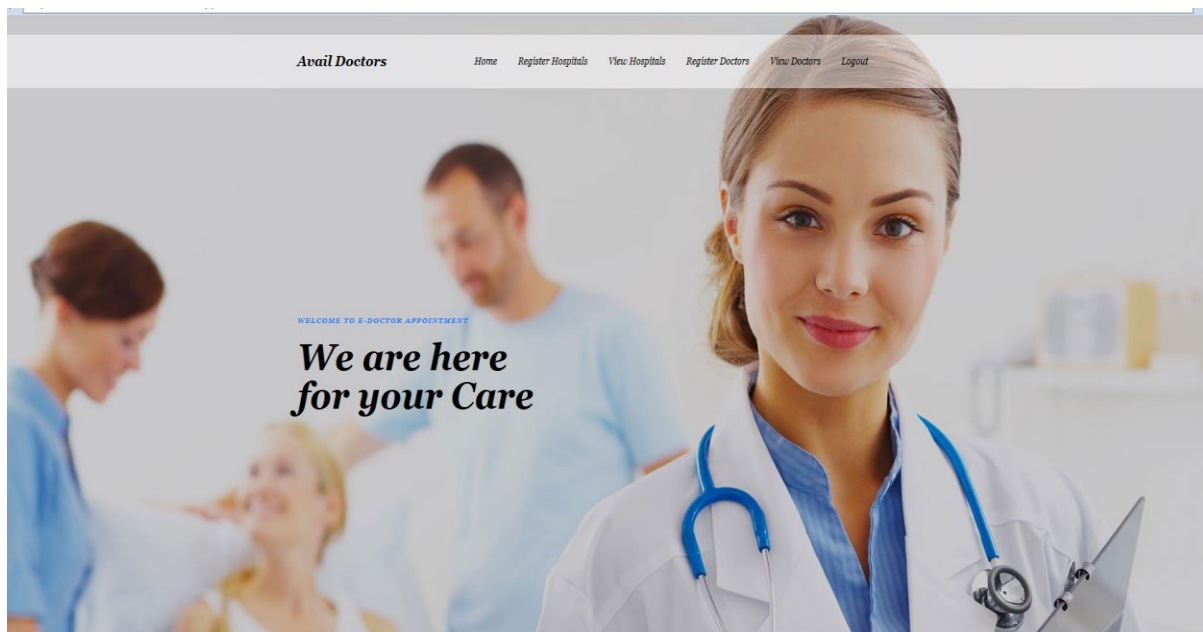 Avail Doctors Home Register Hospitals View Hospitals Register Doctors View Doctors Logout
WELCOME TO E-DOCTOR APPOINTMENT
We are here
for your Care